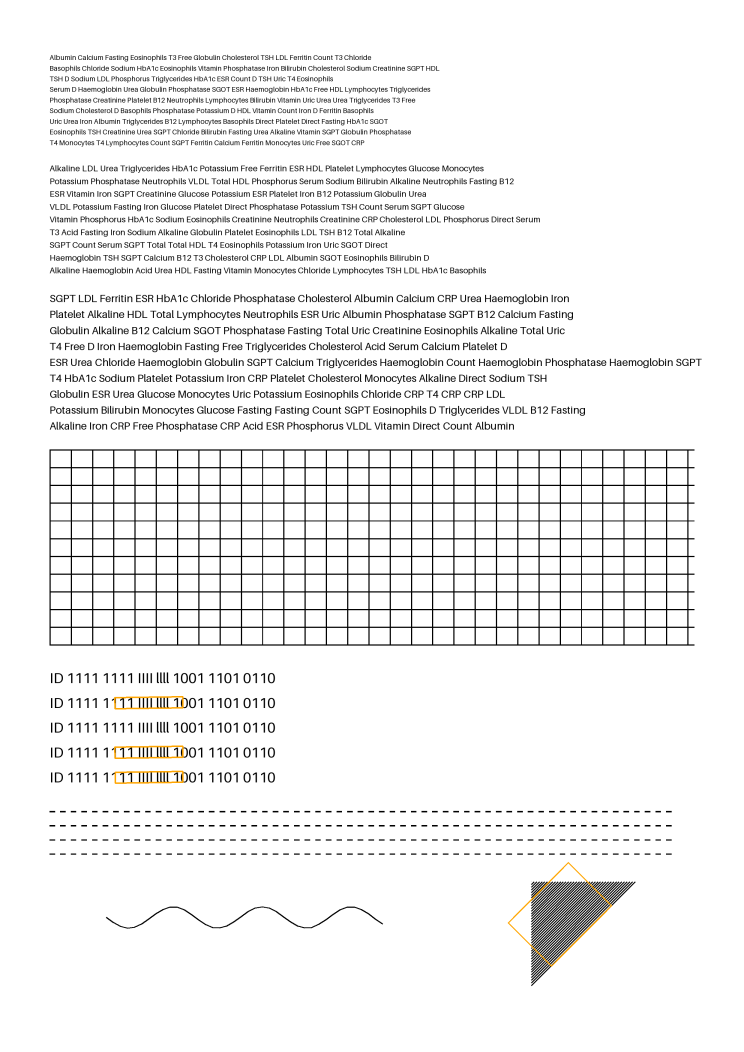 Albumin Calcium Fasting Eosinophils T3 Free Globulin Cholesterol TSH LDL Ferritin Count T3 Chloride
Basophils Chloride Sodium HbA1c Eosinophils Vitamin Phosphatase Iron Bilirubin Cholesterol Sodium Creatinine SGPT HDL
TSH D Sodium LDL Phosphorus Triglycerides HbA1c ESR Count D TSH Uric T4 Eosinophils
Serum D Haemoglobin Urea Globulin Phosphatase SGOT ESR Haemoglobin HbA1c Free HDL Lymphocytes Triglycerides
Phosphatase Creatinine Platelet B12 Neutrophils Lymphocytes Bilirubin Vitamin Uric Urea Urea Triglycerides T3 Free
Sodium Cholesterol D Basophils Phosphatase Potassium D HDL Vitamin Count Iron D Ferritin Basophils
Uric Urea Iron Albumin Triglycerides B12 Lymphocytes Basophils Direct Platelet Direct Fasting HbA1c SGOT
Eosinophils TSH Creatinine Urea SGPT Chloride Bilirubin Fasting Urea Alkaline Vitamin SGPT Globulin Phosphatase
T4 Monocytes T4 Lymphocytes Count SGPT Ferritin Calcium Ferritin Monocytes Uric Free SGOT CRP
Alkaline LDL Urea Triglycerides HbA1c Potassium Free Ferritin ESR HDL Platelet Lymphocytes Glucose Monocytes
Potassium Phosphatase Neutrophils VLDL Total HDL Phosphorus Serum Sodium Bilirubin Alkaline Neutrophils Fasting B12
ESR Vitamin Iron SGPT Creatinine Glucose Potassium ESR Platelet Iron B12 Potassium Globulin Urea
VLDL Potassium Fasting Iron Glucose Platelet Direct Phosphatase Potassium TSH Count Serum SGPT Glucose
Vitamin Phosphorus HbA1c Sodium Eosinophils Creatinine Neutrophils Creatinine CRP Cholesterol LDL Phosphorus Direct Serum
T3 Acid Fasting Iron Sodium Alkaline Globulin Platelet Eosinophils LDL TSH B12 Total Alkaline
SGPT Count Serum SGPT Total Total HDL T4 Eosinophils Potassium Iron Uric SGOT Direct
Haemoglobin TSH SGPT Calcium B12 T3 Cholesterol CRP LDL Albumin SGOT Eosinophils Bilirubin D
Alkaline Haemoglobin Acid Urea HDL Fasting Vitamin Monocytes Chloride Lymphocytes TSH LDL HbA1c Basophils
SGPT LDL Ferritin ESR HbA1c Chloride Phosphatase Cholesterol Albumin Calcium CRP Urea Haemoglobin Iron
Platelet Alkaline HDL Total Lymphocytes Neutrophils ESR Uric Albumin Phosphatase SGPT B12 Calcium Fasting
Globulin Alkaline B12 Calcium SGOT Phosphatase Fasting Total Uric Creatinine Eosinophils Alkaline Total Uric
T4 Free D Iron Haemoglobin Fasting Free Triglycerides Cholesterol Acid Serum Calcium Platelet D
ESR Urea Chloride Haemoglobin Globulin SGPT Calcium Triglycerides Haemoglobin Count Haemoglobin Phosphatase Haemoglobin SGPT
T4 HbA1c Sodium Platelet Potassium Iron CRP Platelet Cholesterol Monocytes Alkaline Direct Sodium TSH
Globulin ESR Urea Glucose Monocytes Uric Potassium Eosinophils Chloride CRP T4 CRP CRP LDL
Potassium Bilirubin Monocytes Glucose Fasting Fasting Count SGPT Eosinophils D Triglycerides VLDL B12 Fasting
Alkaline Iron CRP Free Phosphatase CRP Acid ESR Phosphorus VLDL Vitamin Direct Count Albumin
ID 1111 1111 IIII llll 1001 1101 0110
ID 1111 1111 IIII llll 1001 1101 0110
ID 1111 1111 IIII llll 1001 1101 0110
ID 1111 1111 IIII llll 1001 1101 0110
ID 1111 1111 IIII llll 1001 1101 0110